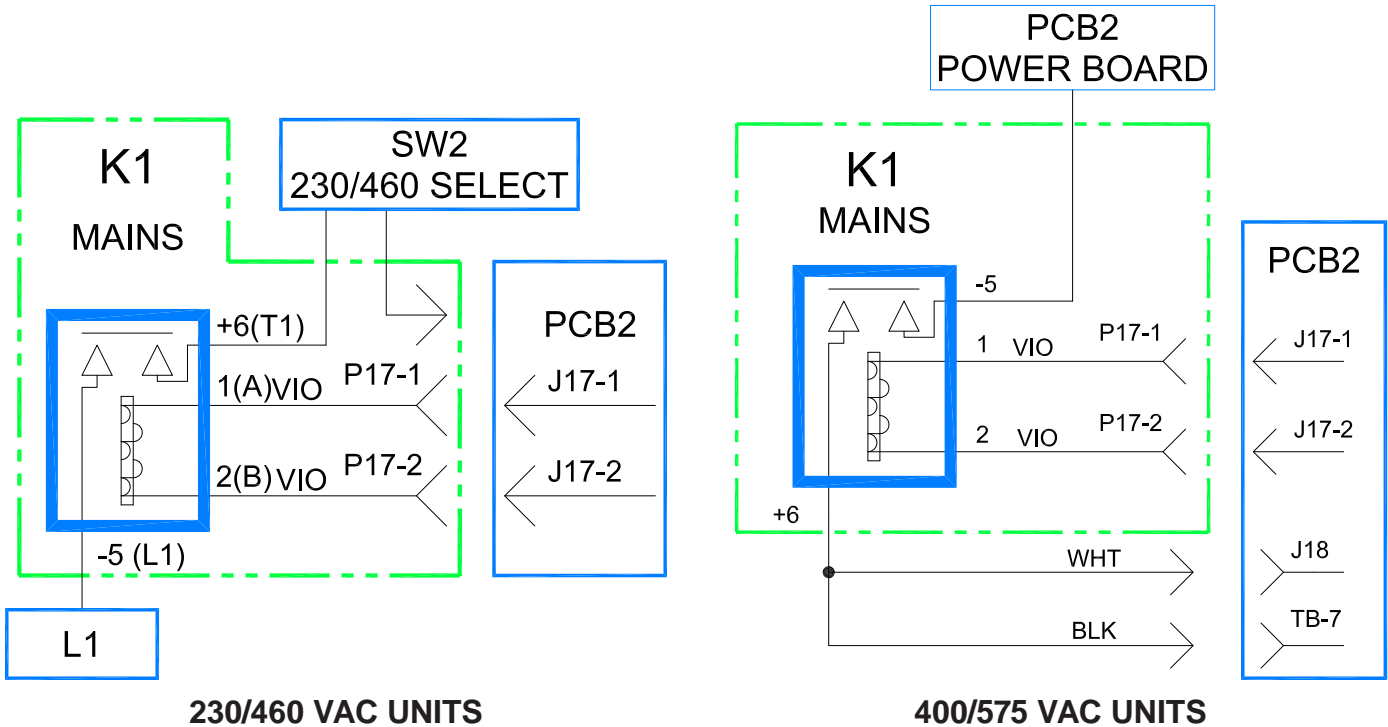 K1
MAINS
SW2
230/460 SELECT
+6(T1)
1(A) VIO
P17-1
2(B) VIO
P17-2
-5 (L1)
L1
PCB2
J17-1
J17-2
230/460 VAC UNITS
PCB2
POWER BOARD
K1
MAINS
-5
1 VIO
P17-1
2 VIO
P17-2
+6
WHT
BLK
PCB2
J17-1
J17-2
J18
TB-7
400/575 VAC UNITS